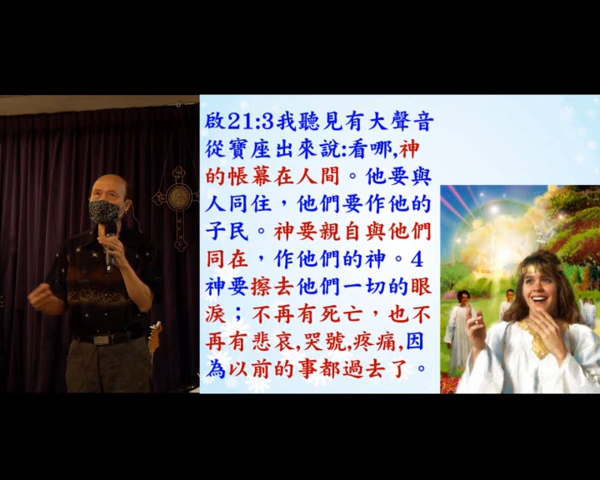 啟21:3我聽見有大聲音
從寶座出來說:看哪,神
的帳幕在人間。他要與
人同住，他們要作他的
子民。神要親自與他們
同在，作他們的神。4
神要擦去他們一切的眼
淚；不再有死亡，也不
再有悲哀,哭號,疼痛,因
為以前的事都過去了。